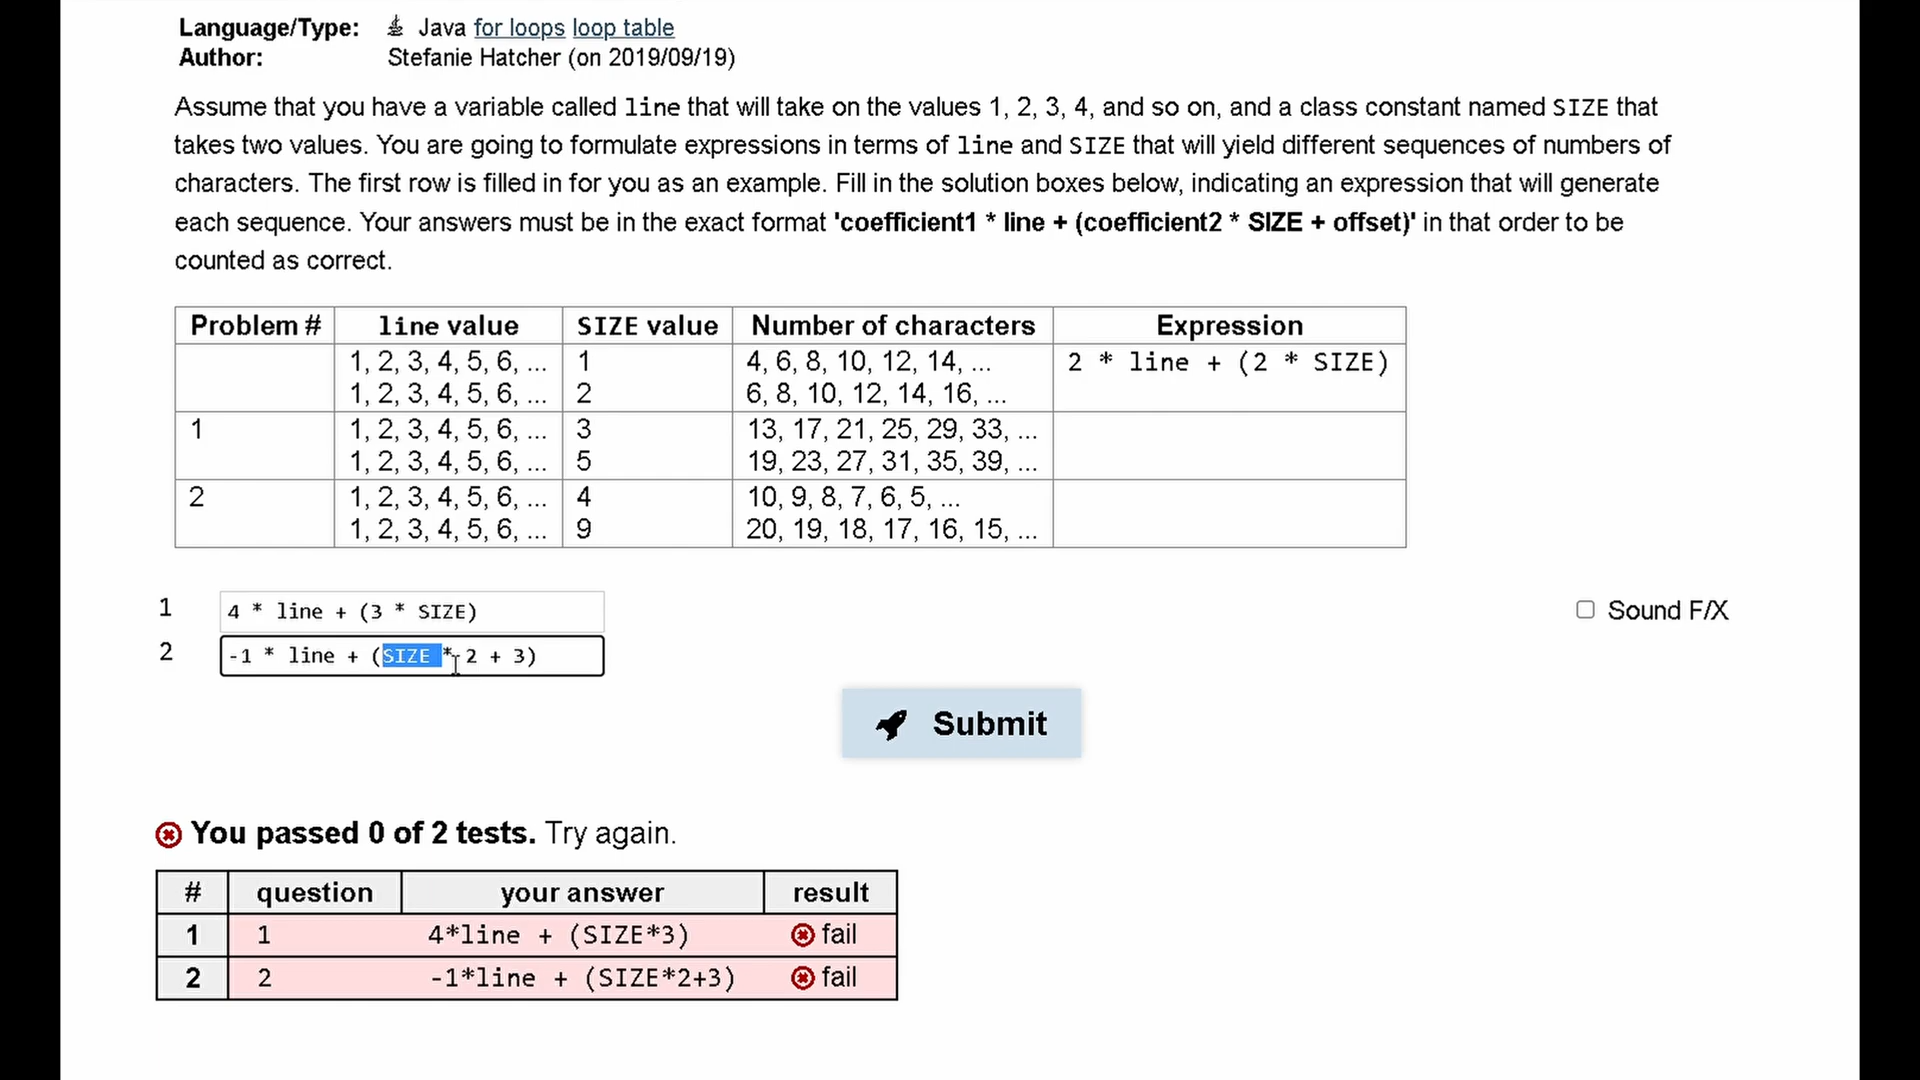 Language/Type: Java for loops loop table
Author: Stefanie Hatcher (on 2019/09/19)
Assume that you have a variable called line that will take on the values 1, 2, 3, 4, and so on, and a class constant named SIZE that
takes two values. You are going to formulate expressions in terms of line and SIZE that will yield different sequences of numbers of
characters. The first row is filled in for you as an example. Fill in the solution boxes below, indicating an expression that will generate
each sequence. Your answers must be in the exact format 'coefficient1 * line + (coefficient2 * SIZE + offset)' in that order to be
counted as correct.
Problem # line value SIZE value Number of characters Expression
1, 2, 3, 4, 5, 6, ... 1 4, 6, 8, 10, 12, 14, ... 2 * line + (2 * SIZE)
1, 2, 3, 4, 5, 6, ... 2 6, 8, 10, 12, 14, 16, ...
1 1, 2, 3, 4, 5, 6, ... 3 13, 17, 21, 25, 29, 33, ...
1, 2, 3, 4, 5, 6, ... 5 19, 23, 27, 31, 35, 39, ...
2 1, 2, 3, 4, 5, 6, ... 4 10, 9, 8, 7, 6, 5, ...
1, 2, 3, 4, 5, 6, ... 9 20, 19, 18, 17, 16, 15, ...
1 4 * line + (3 * SIZE) Sound F/X
2 -1 * line + (SIZE * 2 + 3)
Submit
You passed 0 of 2 tests. Try again.
# question your answer result
1 1 4*line + (SIZE*3) fail
2 2 -1*line + (SIZE*2+3) fail